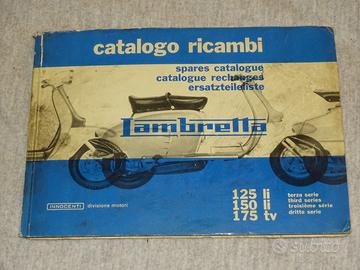 catalogo ricambi
spares catalogue
catalogue rechanges
ersatzteileliste
Lambretta
125 li
150 li
175 tv
terza serie
third series
troisième série
dritte serie
INNOCENTI divisione motori
subito